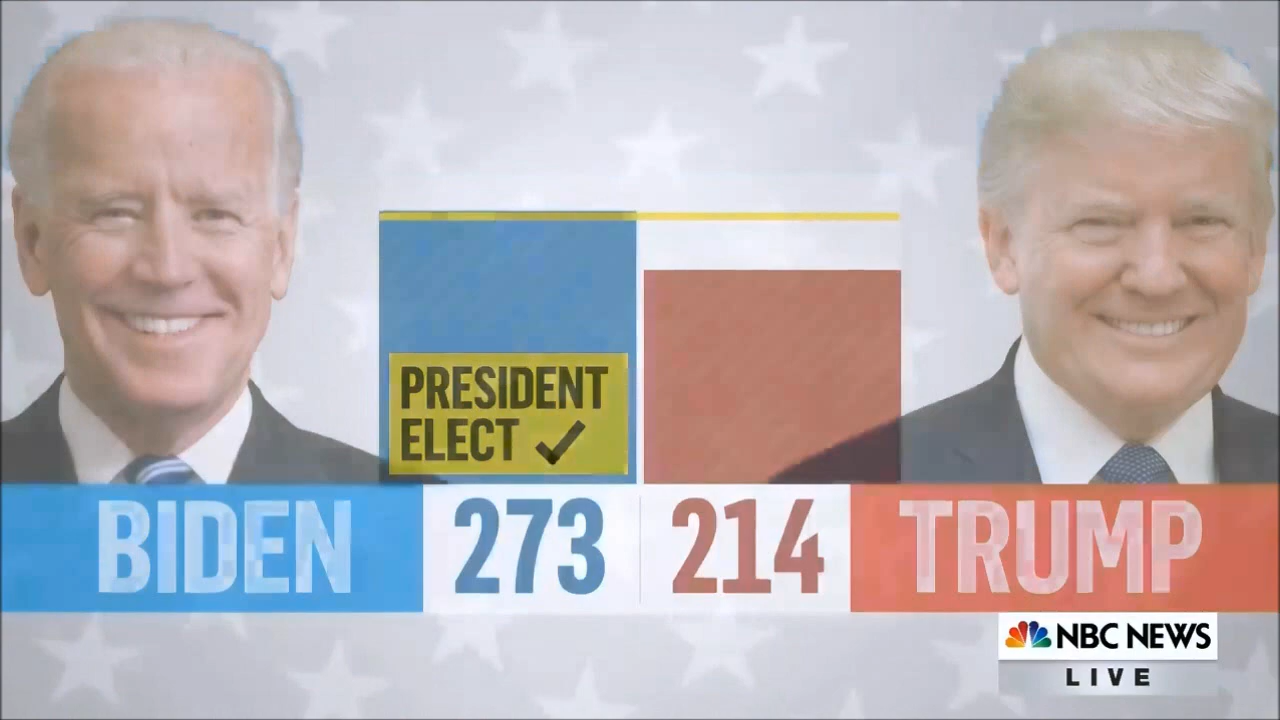 PRESIDENT
ELECT
BIDEN 273 214 TRUMP
NBC NEWS
LIVE